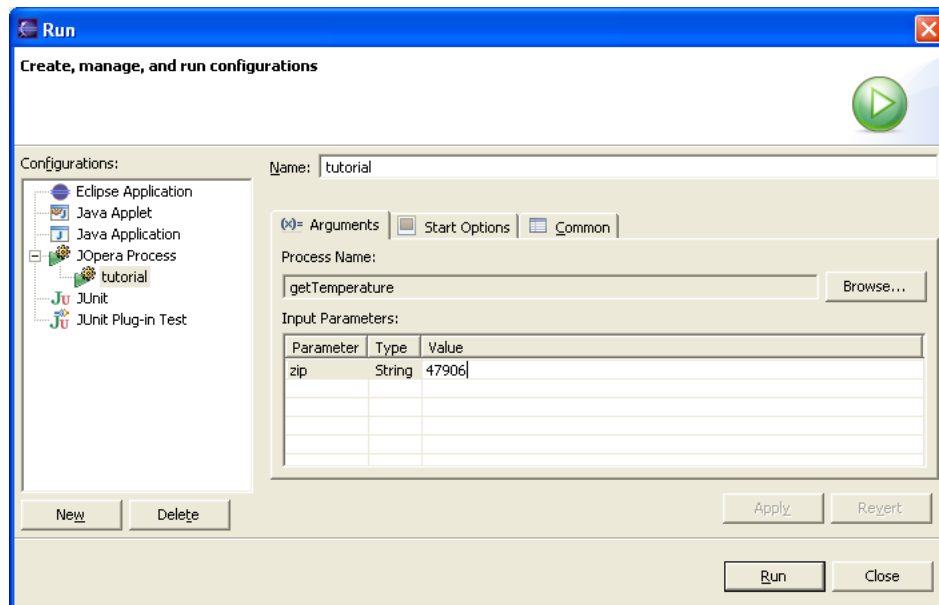 Run
Create, manage, and run configurations
Configurations:
Eclipse Application
Java Applet
Java Application
JOpera Process
tutorial
JUnit
JUnit Plug-in Test
New
Delete
Name: tutorial
(x)= Arguments
Start Options
Common
Process Name:
getTemperature
Browse...
Input Parameters:
Parameter Type Value
zip String 47906
Apply
Revert
Run
Close